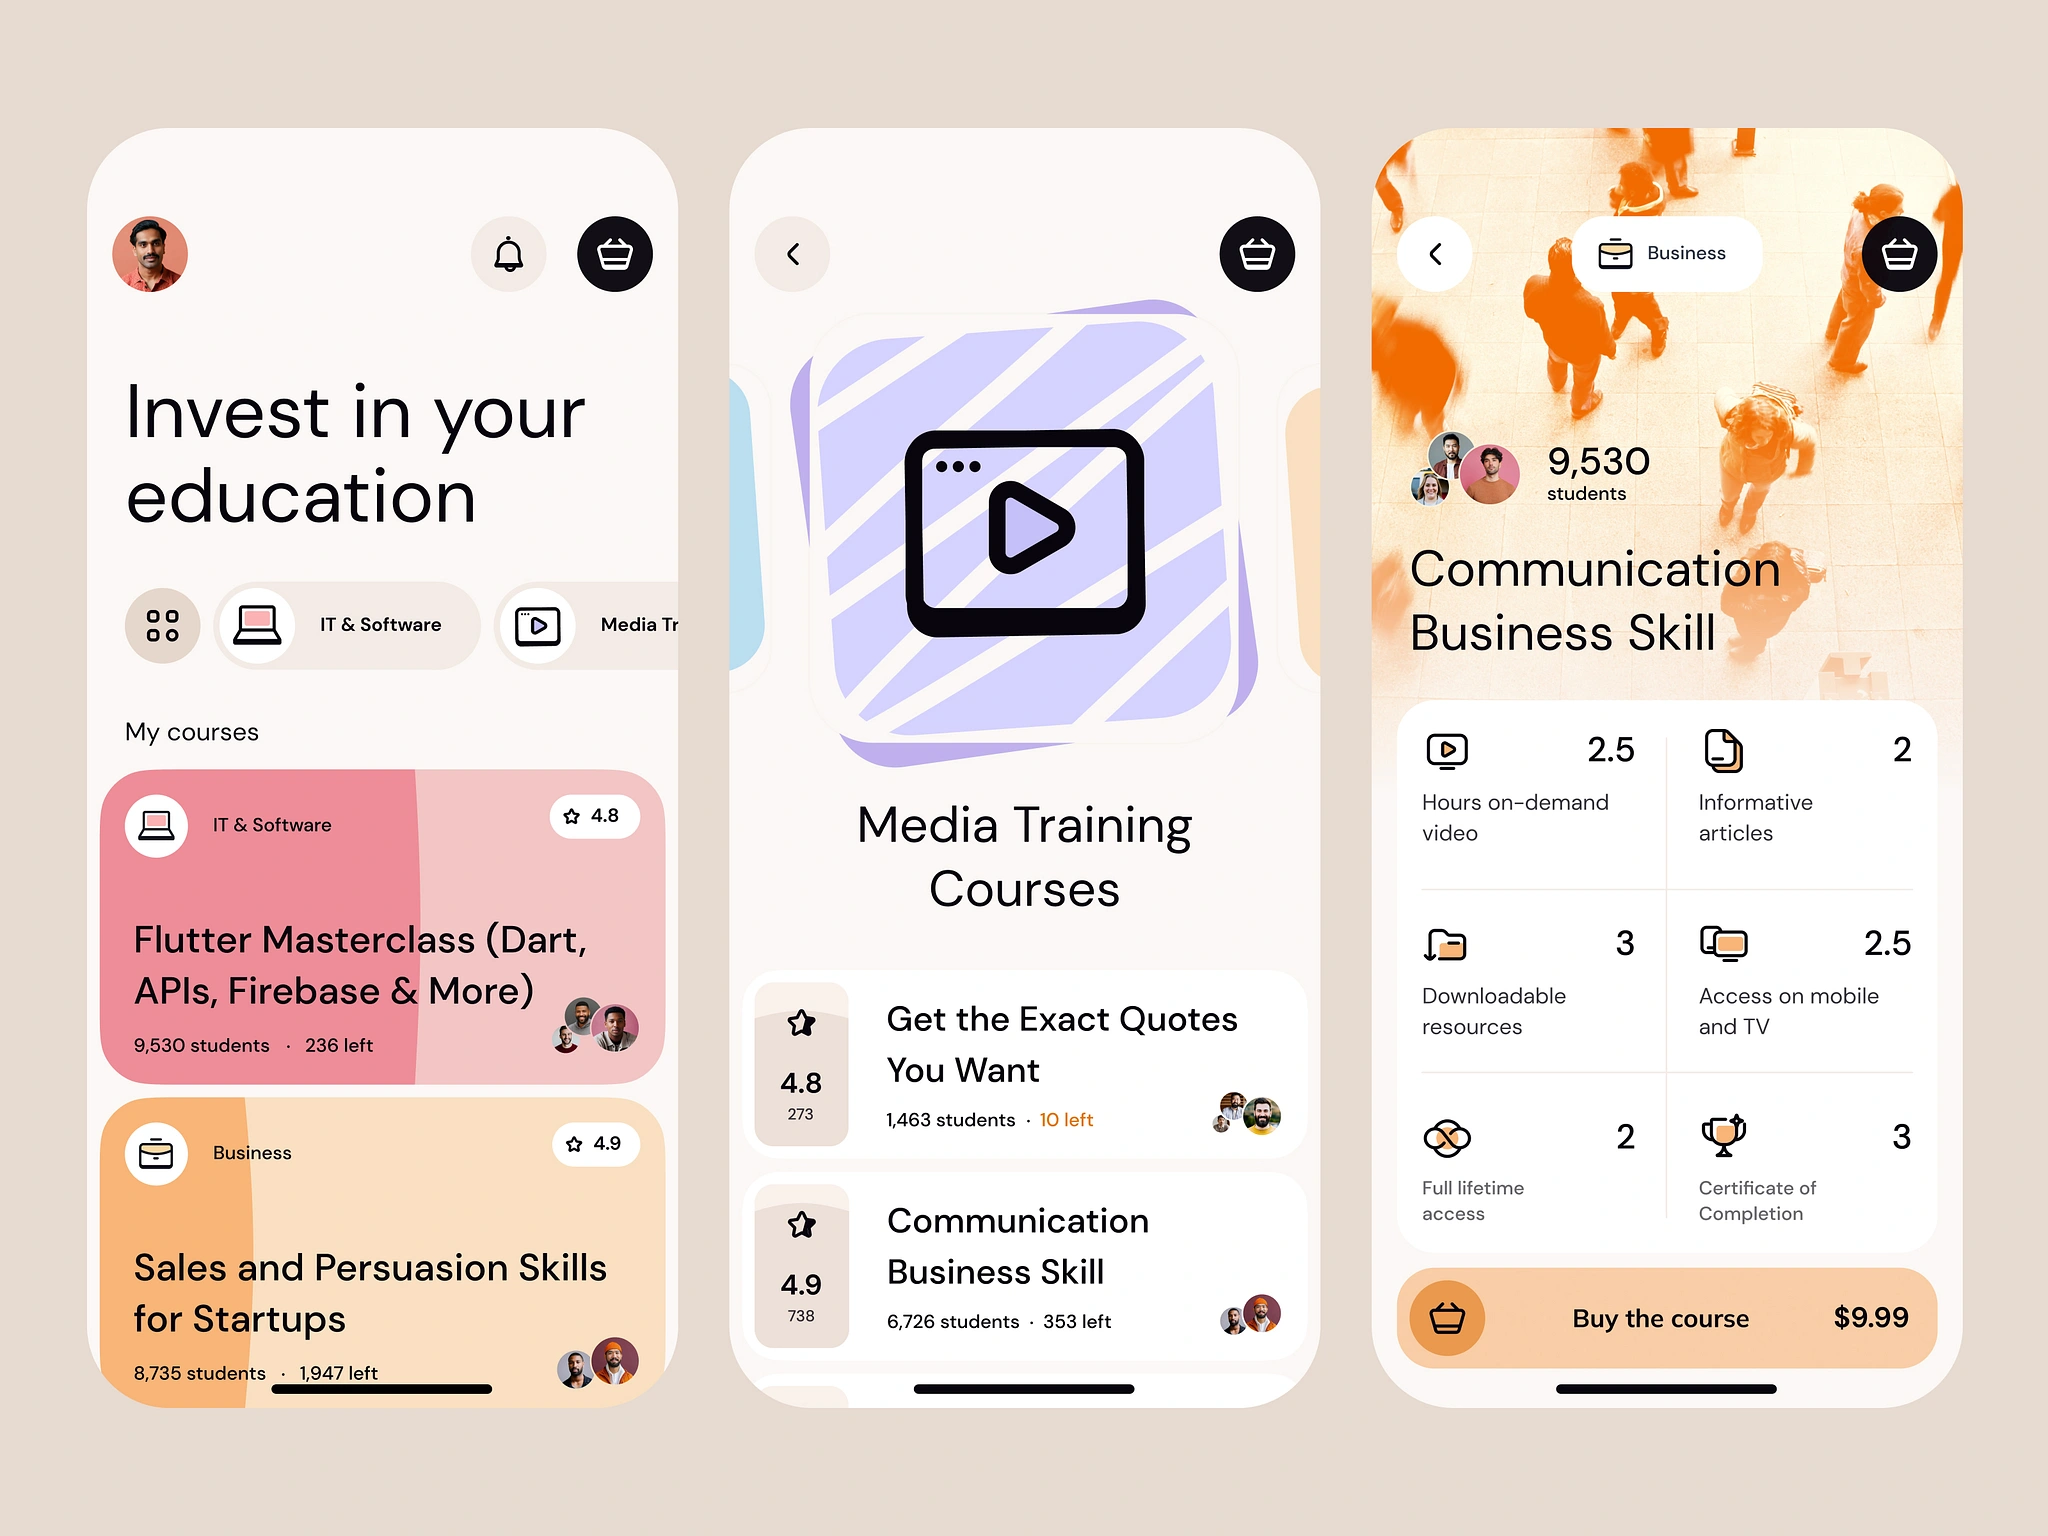 Invest in your
education
IT & Software
Media Tr
My courses
IT & Software
4.8
Flutter Masterclass (Dart,
APIs, Firebase & More)
9,530 students · 236 left
Business
4.9
Sales and Persuasion Skills
for Startups
8,735 students · 1,947 left
Media Training
Courses
4.8
273
Get the Exact Quotes
You Want
1,463 students · 10 left
4.9
738
Communication
Business Skill
6,726 students · 353 left
Business
9,530
students
Communication
Business Skill
2.5
Hours on-demand
video
2
Informative
articles
3
Downloadable
resources
2.5
Access on mobile
and TV
2
Full lifetime
access
3
Certificate of
Completion
Buy the course
$9.99